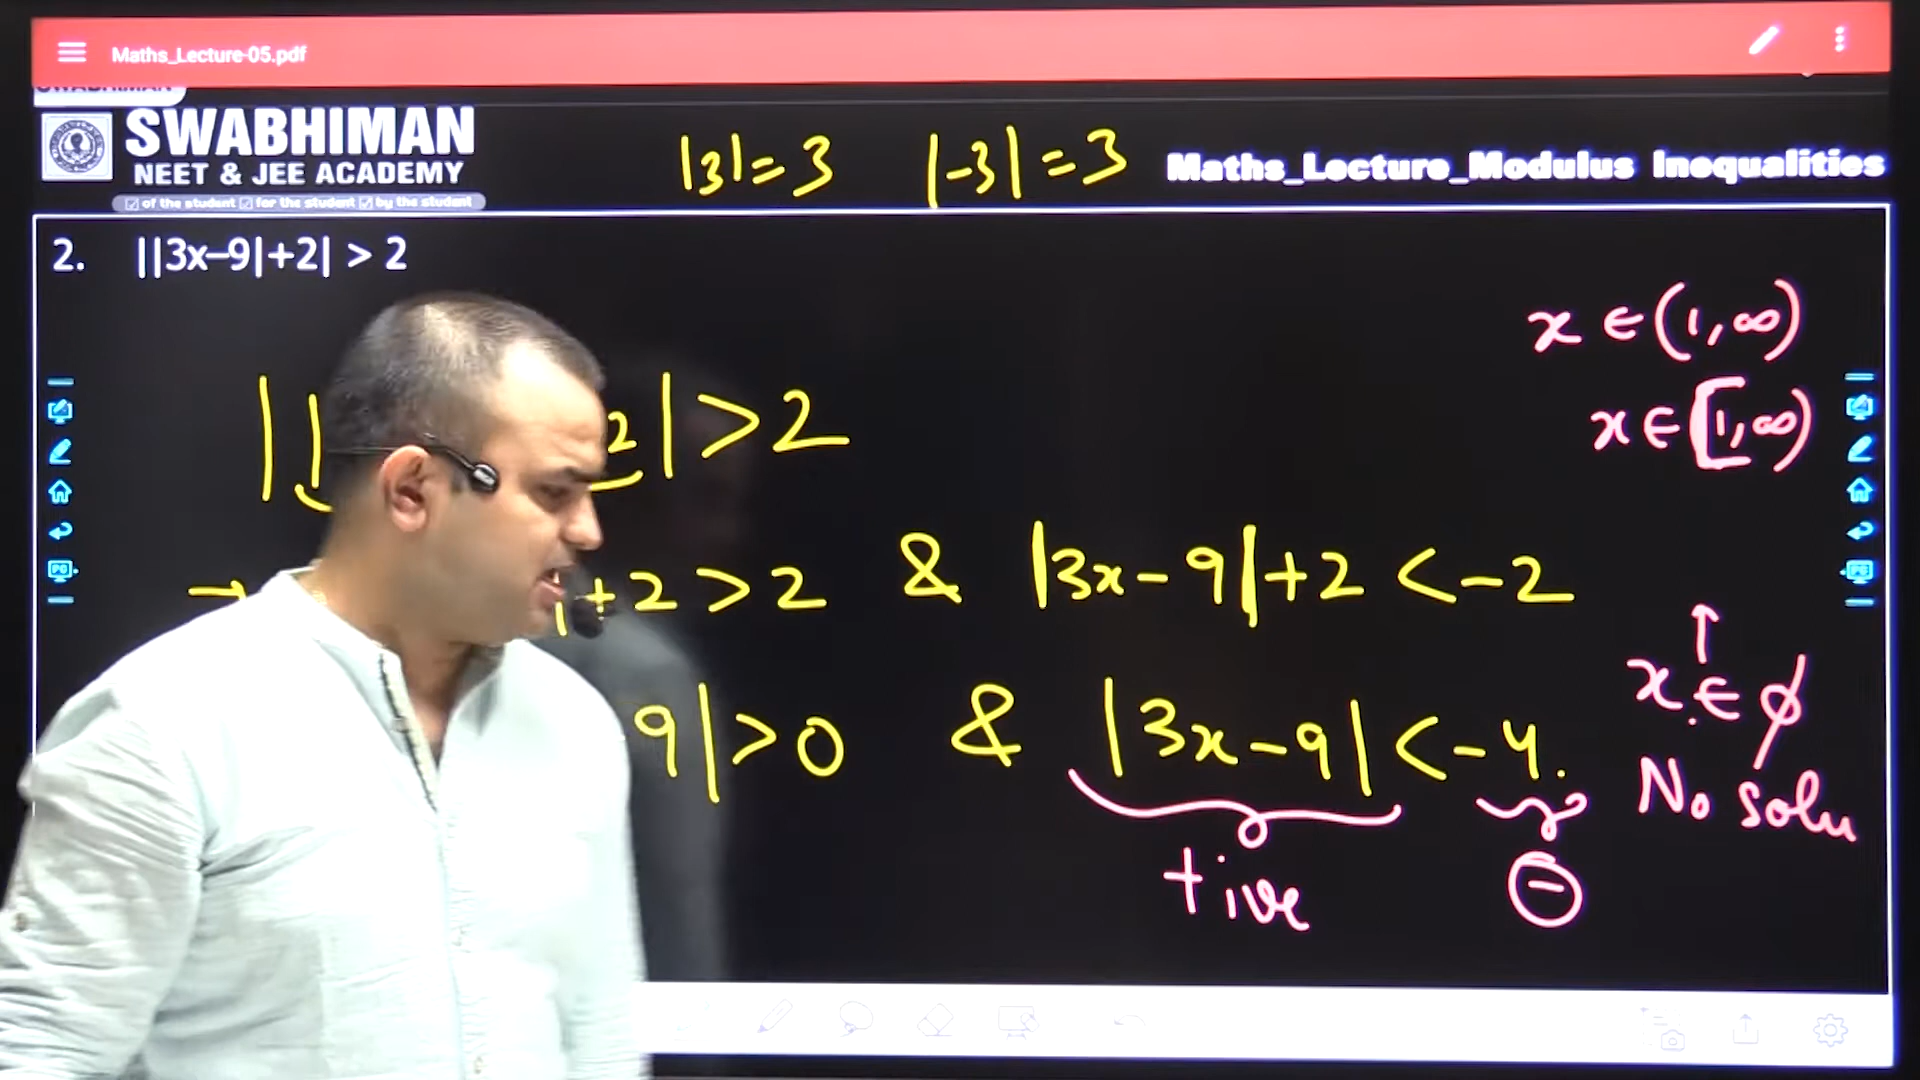 Maths_Lecture-05.pdf
SWABHIMAN
SWABHIMAN
NEET & JEE ACADEMY
of the student for the student by the student
|3| = 3 |-3| = 3
Maths_Lecture_Modulus Inequalities
2. ||3x–9|+2| > 2
x ∈ (1, ∞)
x ∈ [1, ∞)
|| 2 | > 2
→ | + 2 > 2 & |3x - 9| + 2 < -2
9| > 0 & |3x - 9| < -4.
↑
x ∈ ϕ
No solu
+ive ⊖